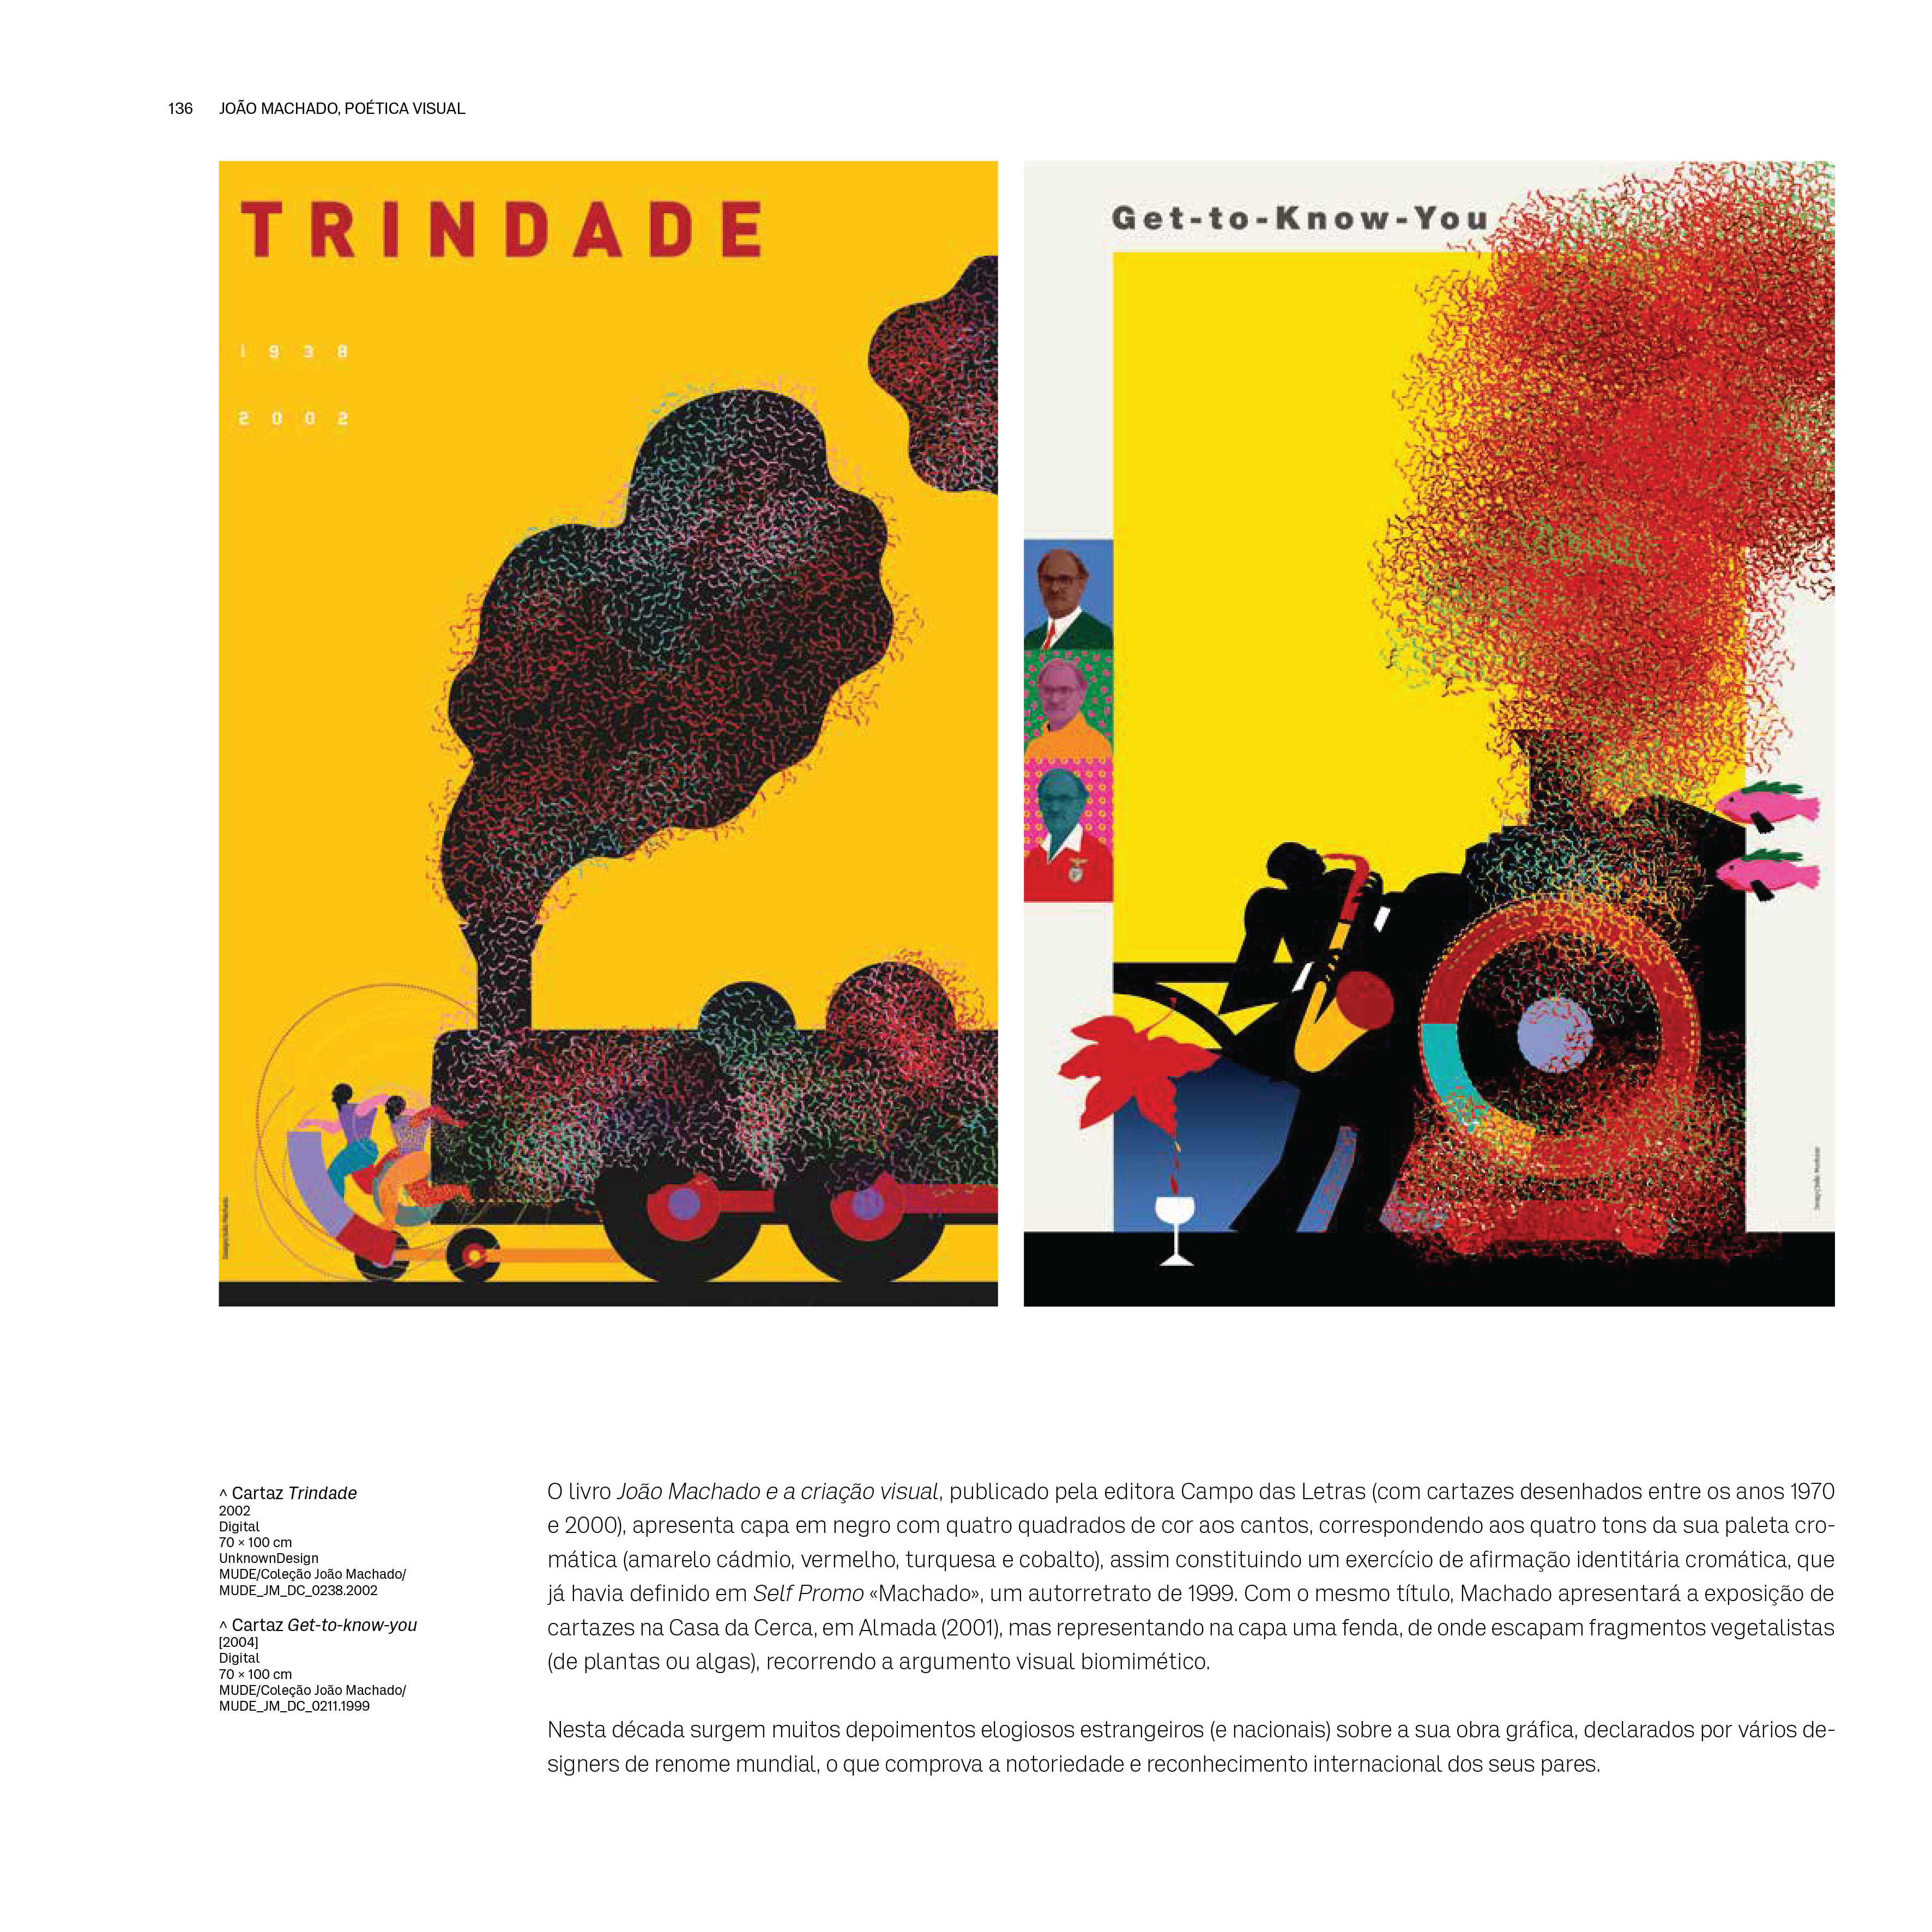 136 JOÃO MACHADO, POÉTICA VISUAL
TRINDADE
1938
2002
Get-to-Know-You
^ Cartaz Trindade
2002
Digital
70 × 100 cm
UnknownDesign
MUDE/Coleção João Machado/
MUDE_JM_DC_0238.2002
^ Cartaz Get-to-know-you
[2004]
Digital
70 × 100 cm
MUDE/Coleção João Machado/
MUDE_JM_DC_0211.1999
O livro João Machado e a criação visual, publicado pela editora Campo das Letras (com cartazes desenhados entre os anos 1970
e 2000), apresenta capa em negro com quatro quadrados de cor aos cantos, correspondendo aos quatro tons da sua paleta cro-
mática (amarelo cádmio, vermelho, turquesa e cobalto), assim constituindo um exercício de afirmação identitária cromática, que
já havia definido em Self Promo «Machado», um autorretrato de 1999. Com o mesmo título, Machado apresentará a exposição de
cartazes na Casa da Cerca, em Almada (2001), mas representando na capa uma fenda, de onde escapam fragmentos vegetalistas
(de plantas ou algas), recorrendo a argumento visual biomimético.
Nesta década surgem muitos depoimentos elogiosos estrangeiros (e nacionais) sobre a sua obra gráfica, declarados por vários de-
signers de renome mundial, o que comprova a notoriedade e reconhecimento internacional dos seus pares.